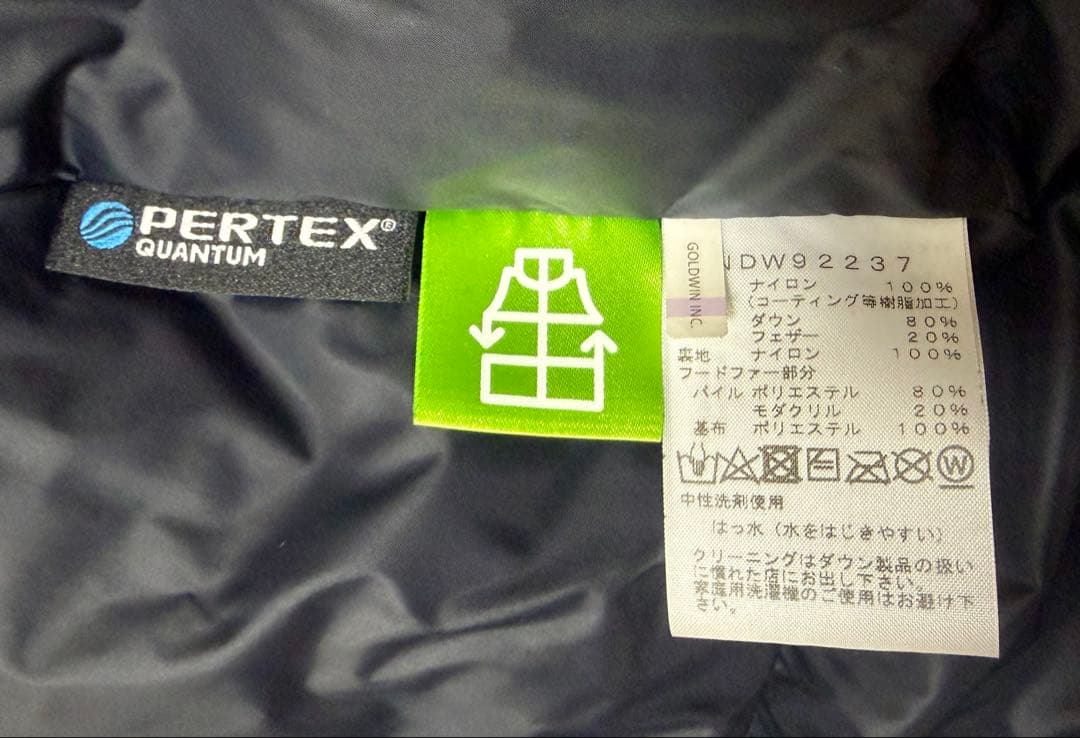 PERTEX®
QUANTUM
GOLDWIN INC.
NDW92237
ナイロン 100%
(コーティング等樹脂加工)
ダウン 80%
フェザー 20%
裏地 ナイロン 100%
フードファー部分
パイル ポリエステル 80%
モダクリル 20%
基布 ポリエステル 100%
W
中性洗剤使用
はっ水(水をはじきやすい)
クリーニングはダウン製品の扱い
に慣れた店にお出し下さい。
家庭用洗濯機のご使用はお避け下
さい。